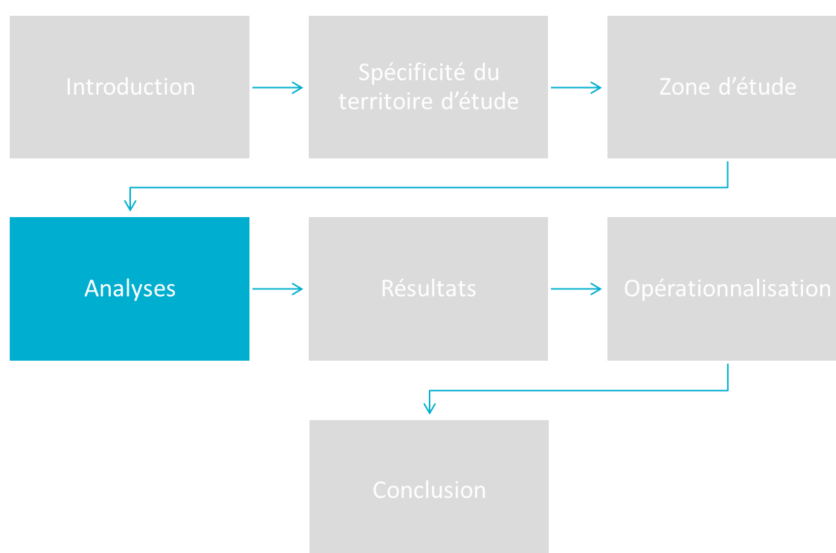 Introduction
Spécificité du
territoire d'étude
Zone d'étude
Analyses
Résultats
Opérationnalisation
Conclusion